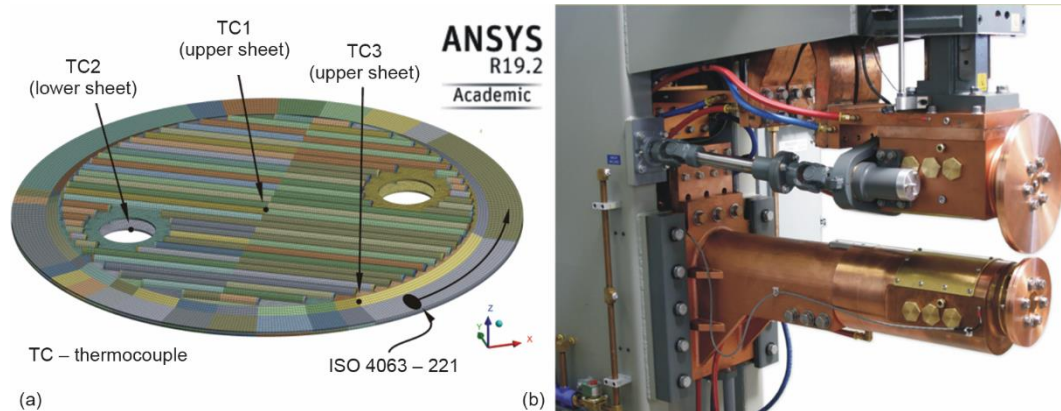 TC1
(upper sheet)
TC2
(lower sheet)
TC3
(upper sheet)
ANSYS
R19.2
Academic
TC – thermocouple
ISO 4063 – 221
Z
Y
X
(a)
(b)